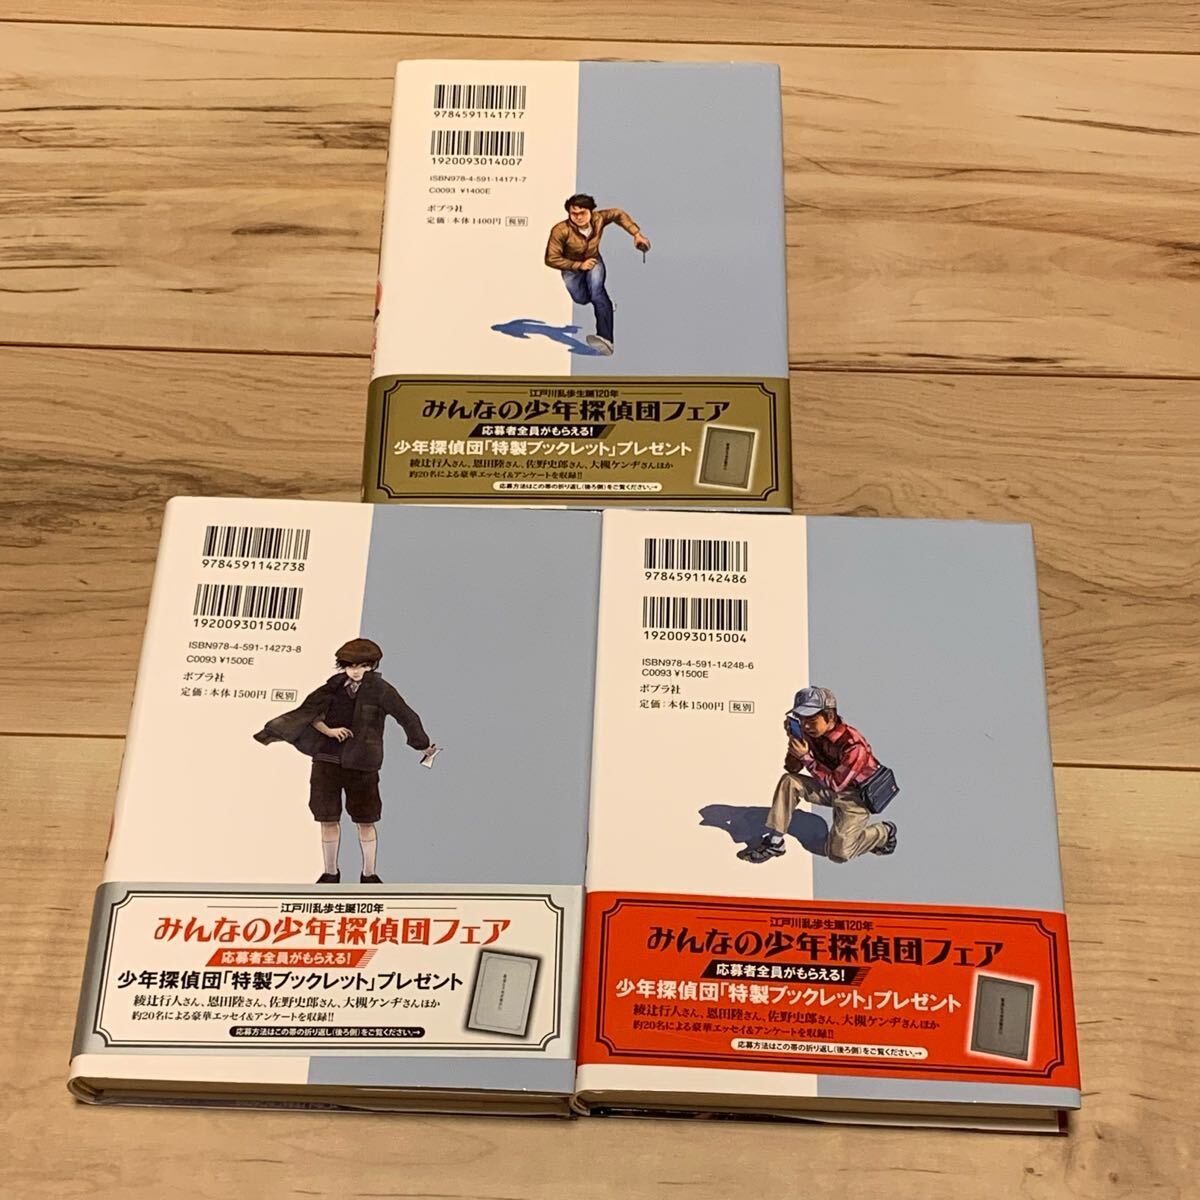 9784591141717
1920093014007
ISBN978-4-591-14171-7
C0093 ¥1400E
ポプラ社
定価:本体1400円 税別
江戸川乱歩生誕120年
みんなの少年探偵団フェア
応募者全員がもらえる!
少年探偵団「特製ブックレット」プレゼント
綾辻行人さん、恩田陸さん、佐野史郎さん、大槻ケンヂさんほか
約20名による豪華エッセイ&アンケートを収録!!
応募方法はこの帯の折り返し(後ろ側)をご覧ください。→
9784591142738
1920093015004
ISBN978-4-591-14273-8
C0093 ¥1500E
ポプラ社
定価:本体1500円 税別
江戸川乱歩生誕120年
みんなの少年探偵団フェア
応募者全員がもらえる!
少年探偵団「特製ブックレット」プレゼント
綾辻行人さん、恩田陸さん、佐野史郎さん、大槻ケンヂさんほか
約20名による豪華エッセイ&アンケートを収録!!
応募方法はこの帯の折り返し(後ろ側)をご覧ください。→
9784591142486
1920093015004
ISBN978-4-591-14248-6
C0093 ¥1500E
ポプラ社
定価:本体1500円 税別
江戸川乱歩生誕120年
みんなの少年探偵団フェア
応募者全員がもらえる!
少年探偵団「特製ブックレット」プレゼント
綾辻行人さん、恩田陸さん、佐野史郎さん、大槻ケンヂさんほか
約20名による豪華エッセイ&アンケートを収録!!
応募方法はこの帯の折り返し(後ろ側)をご覧ください。→